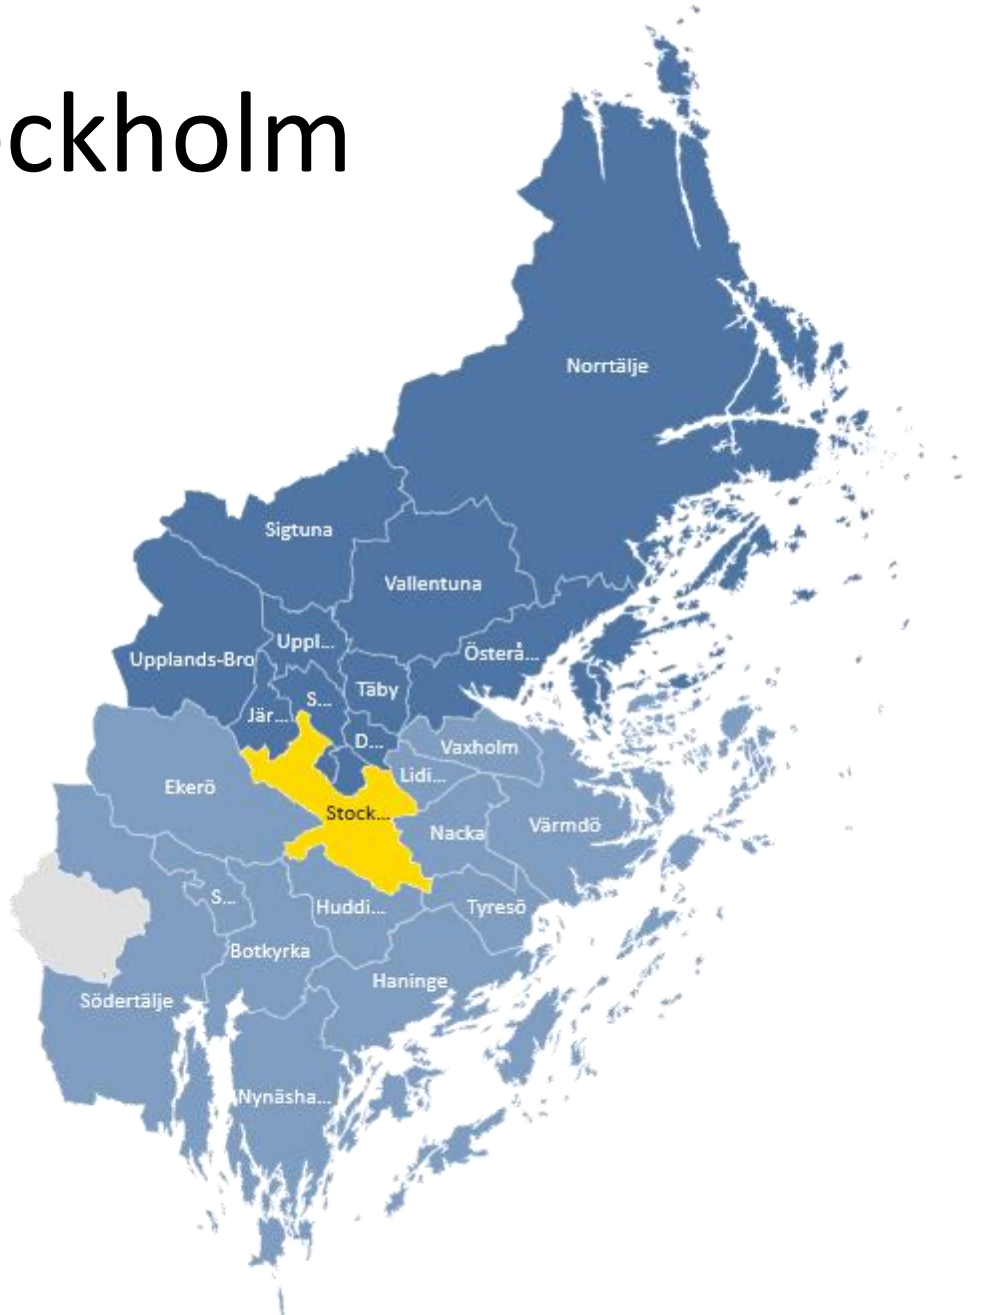 ockholm
Norrtälje
Sigtuna
Vallentuna
Uppl...
Österå...
Upplands-Bro
Täby
S...
Jär...
D...
Vaxholm
Lidi...
Ekerö
Stock...
Värmdö
Nacka
S...
Huddi...
Tyresö
Botkyrka
Haninge
Södertälje
Nynäsha...